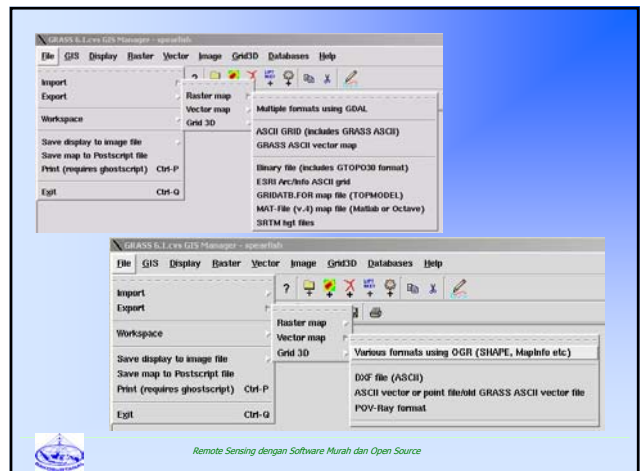 GRASS 6.1.cvs GIS Manager - spearfish
File GIS Display Raster Vector Image Grid3D Databases Help
Import
Export
Workspace
Save display to image file
Save map to Postscript file
Print (requires ghostscript) Ctrl-P
Exit Ctrl-Q
Raster map
Vector map
Grid 3D
Multiple formats using GDAL
ASCII GRID (includes GRASS ASCII)
GRASS ASCII vector map
Binary file (includes GTOPO30 format)
ESRI Arc/Info ASCII grid
GRIDATB.FOR map file (TOPMODEL)
MAT-File (v.4) map file (Matlab or Octave)
SRTM hgt files
GRASS 6.1.cvs GIS Manager - spearfish
File GIS Display Raster Vector Image Grid3D Databases Help
Import
Export
Workspace
Save display to image file
Save map to Postscript file
Print (requires ghostscript) Ctrl-P
Exit Ctrl-Q
Raster map
Vector map
Grid 3D
Various formats using OGR (SHAPE, MapInfo etc)
DXF file (ASCII)
ASCII vector or point file/old GRASS ASCII vector file
POV-Ray format
Remote Sensing dengan Software Murah dan Open Source